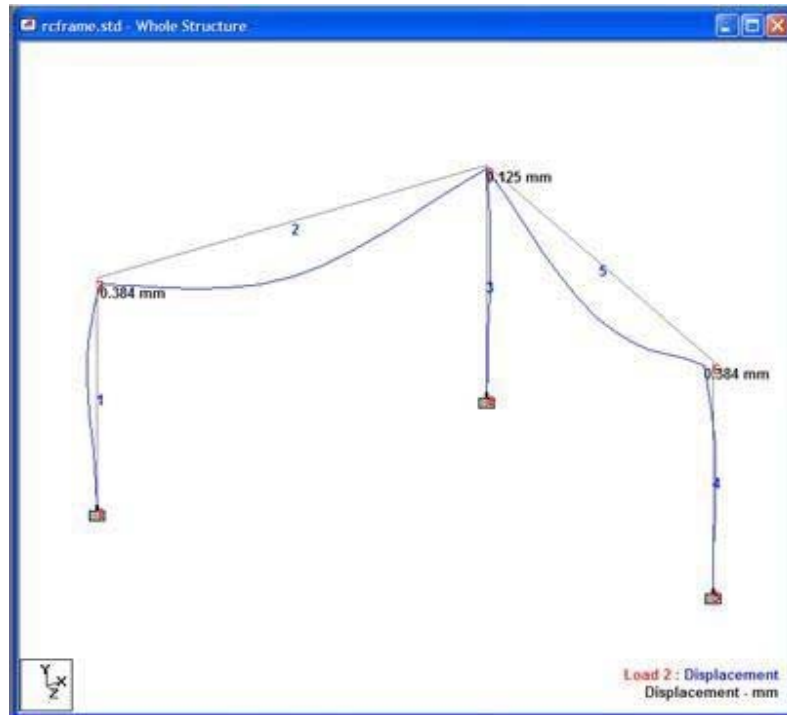 rcframe.std - Whole Structure
0.125 mm
2
5
0.384 mm
3
0.384 mm
1
4
Y
X
Z
Load 2 : Displacement
Displacement - mm